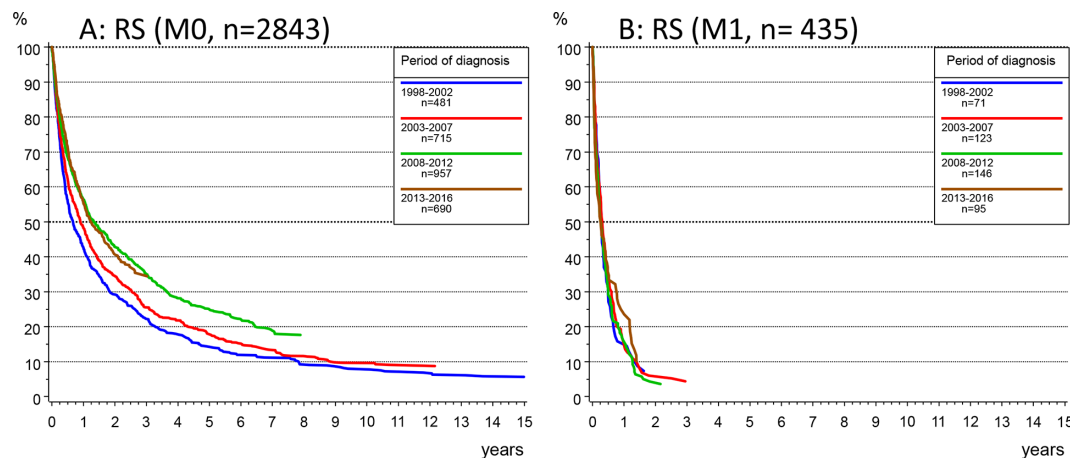 A: RS (M0, n=2843)
%
100
90
80
70
60
50
40
30
20
10
0
0 1 2 3 4 5 6 7 8 9 10 11 12 13 14 15
years
Period of diagnosis
1998-2002
n=481
2003-2007
n=715
2008-2012
n=957
2013-2016
n=690
B: RS (M1, n= 435)
%
100
90
80
70
60
50
40
30
20
10
0
0 1 2 3 4 5 6 7 8 9 10 11 12 13 14 15
years
Period of diagnosis
1998-2002
n=71
2003-2007
n=123
2008-2012
n=146
2013-2016
n=95